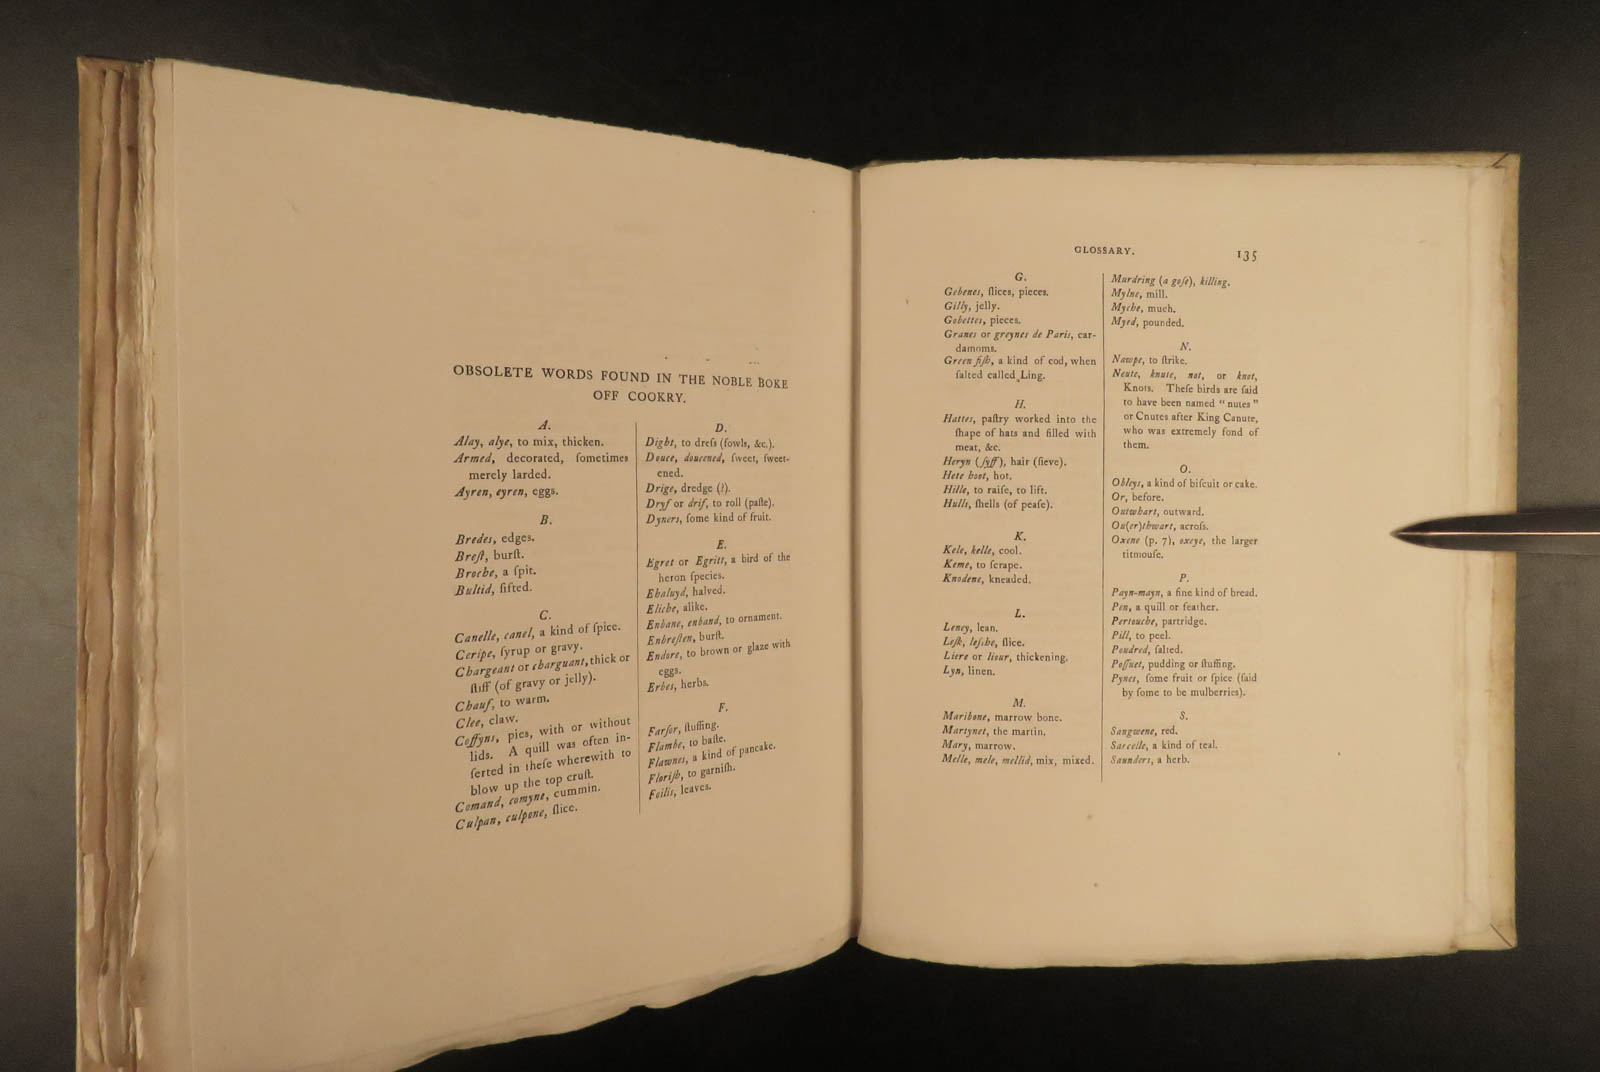 OBSOLETE WORDS FOUND IN THE NOBLE BOKE
OFF COOKRY.
A.
Alay, alye, to mix, thicken.
Armed, decorated, ſometimes
merely larded.
Ayren, eyren, eggs.
B.
Bredes, edges.
Breſt, burſt.
Broche, a ſpit.
Bultid, ſifted.
C.
Canelle, canel, a kind of ſpice.
Ceripe, ſyrup or gravy.
Chargeant or charguant, thick or
ſtiff (of gravy or jelly).
Chauf, to warm.
Clee, claw.
Coffyns, pies, with or without
lids. A quill was often in-
ſerted in theſe wherewith to
blow up the top cruſt.
Comand, comyne, cummin.
Culpan, culpone, ſlice.
D.
Dight, to dreſs (fowls, &c.).
Douce, doucened, ſweet, ſweet-
ened.
Drige, dredge (?).
Dryf or drif, to roll (paſte).
Dyners, ſome kind of fruit.
E.
Egret or Egritt, a bird of the
heron ſpecies.
Ehaluyd, halved.
Eliche, alike.
Enbane, enband, to ornament.
Enbreſten, burſt.
Endore, to brown or glaze with
eggs.
Erbes, herbs.
F.
Farſor, ſtuffing.
Flambe, to baſte.
Flawnes, a kind of pancake.
Floriſh, to garniſh.
Foilis, leaves.
GLOSSARY. 135
G.
Gebenes, ſlices, pieces.
Gilly, jelly.
Gobettes, pieces.
Granes or greynes de Paris, car-
damoms.
Green fiſh, a kind of cod, when
ſalted called Ling.
H.
Hattes, paſtry worked into the
ſhape of hats and filled with
meat, &c.
Heryn (ſyff), hair (ſieve).
Hete hoot, hot.
Hille, to raiſe, to lift.
Hulls, ſhells (of peaſe).
K.
Kele, kelle, cool.
Keme, to ſcrape.
Knodene, kneaded.
L.
Leney, lean.
Leſk, leſche, ſlice.
Liere or liour, thickening.
Lyn, linen.
M.
Maribone, marrow bone.
Martynet, the martin.
Mary, marrow.
Melle, mele, mellid, mix, mixed.
Murdring (a goſe), killing.
Mylne, mill.
Myche, much.
Myed, pounded.
N.
Nawpe, to ſtrike.
Neute, knute, not, or knot,
Knots. Theſe birds are ſaid
to have been named "nutes"
or Cnutes after King Canute,
who was extremely fond of
them.
O.
Obleys, a kind of biſcuit or cake.
Or, before.
Outwhart, outward.
Ou(er)thwart, acroſs.
Oxene (p. 7), oxeye, the larger
titmouſe.
P.
Payn-mayn, a fine kind of bread.
Pen, a quill or feather.
Pertouche, partridge.
Pill, to peel.
Poudred, ſalted.
Poſſuet, pudding or ſtuffing.
Pynes, ſome fruit or ſpice (ſaid
by ſome to be mulberries).
S.
Sangwene, red.
Sarcelle, a kind of teal.
Saunders, a herb.